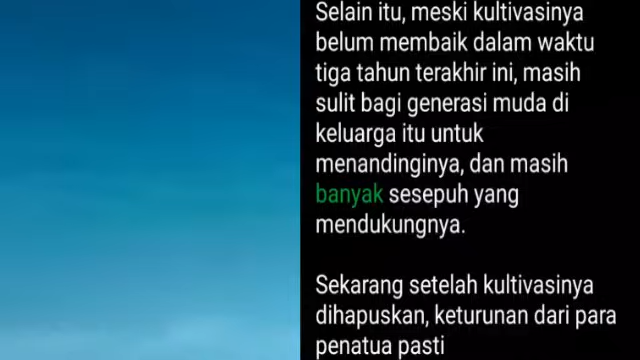 Selain itu, meski kultivasinya
belum membaik dalam waktu
tiga tahun terakhir ini, masih
sulit bagi generasi muda di
keluarga itu untuk
menandinginya, dan masih
banyak sesepuh yang
mendukungnya.
Sekarang setelah kultivasinya
dihapuskan, keturunan dari para
penatua pasti